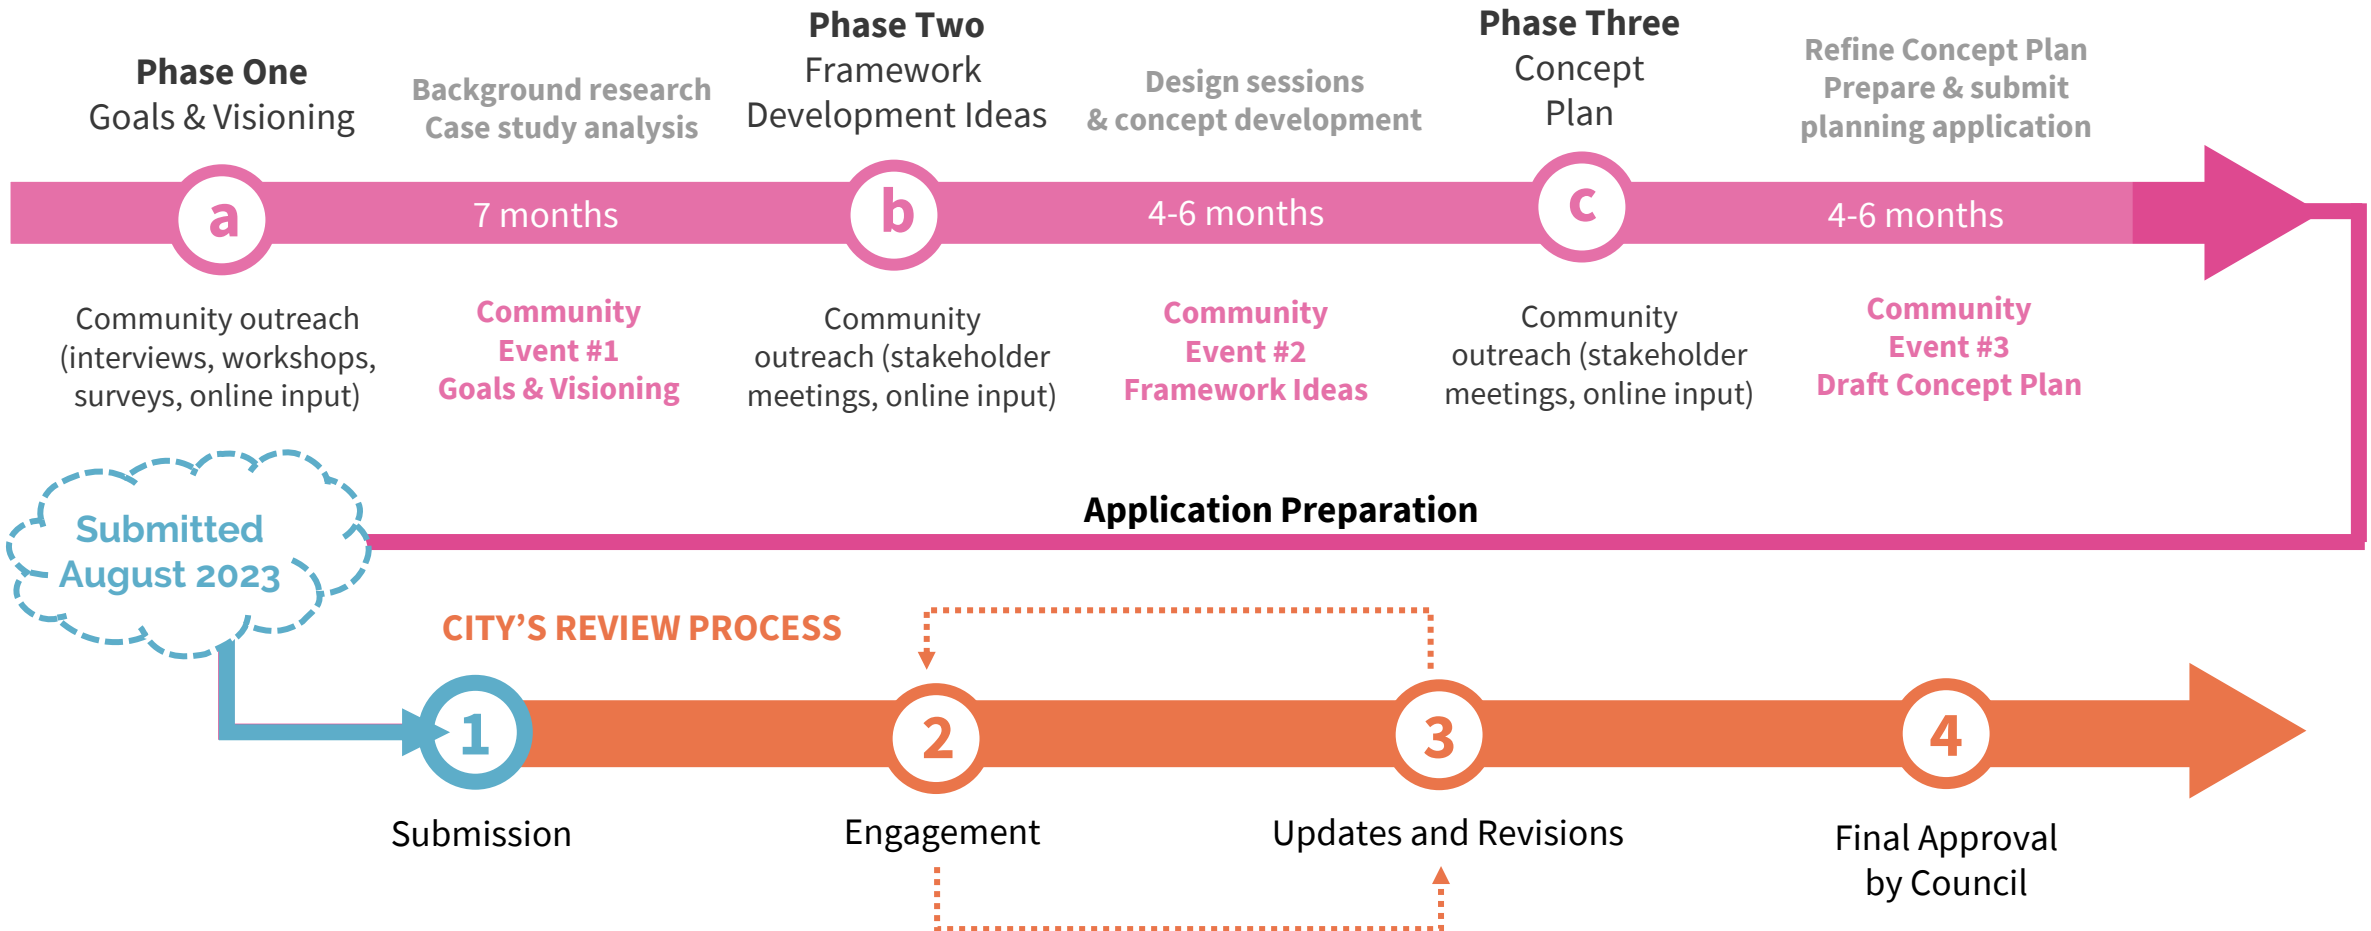 Phase One
Goals & Visioning
Background research
Case study analysis
Phase Two
Framework
Development Ideas
Design sessions
& concept development
Phase Three
Concept
Plan
Refine Concept Plan
Prepare & submit
planning application
a
7 months
b
4-6 months
c
4-6 months
Community outreach
(interviews, workshops,
surveys, online input)
Community
Event #1
Goals & Visioning
Community
outreach (stakeholder
meetings, online input)
Community
Event #2
Framework Ideas
Community
outreach (stakeholder
meetings, online input)
Community
Event #3
Draft Concept Plan
Application Preparation
Submitted
August 2023
CITY’S REVIEW PROCESS
1
2
3
4
Submission
Engagement
Updates and Revisions
Final Approval
by Council